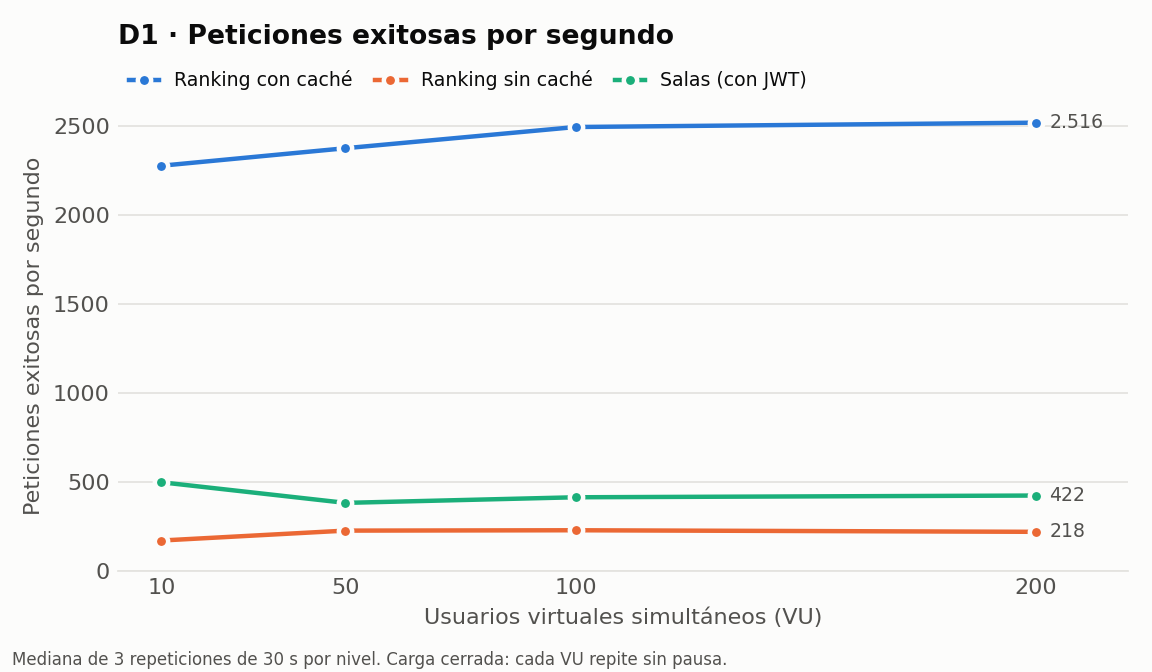 D1 · Peticiones exitosas por segundo
Ranking con caché Ranking sin caché Salas (con JWT)
Peticiones exitosas por segundo
2500
2000
1500
1000
500
0
2.516
422
218
10 50 100 200
Usuarios virtuales simultáneos (VU)
Mediana de 3 repeticiones de 30 s por nivel. Carga cerrada: cada VU repite sin pausa.